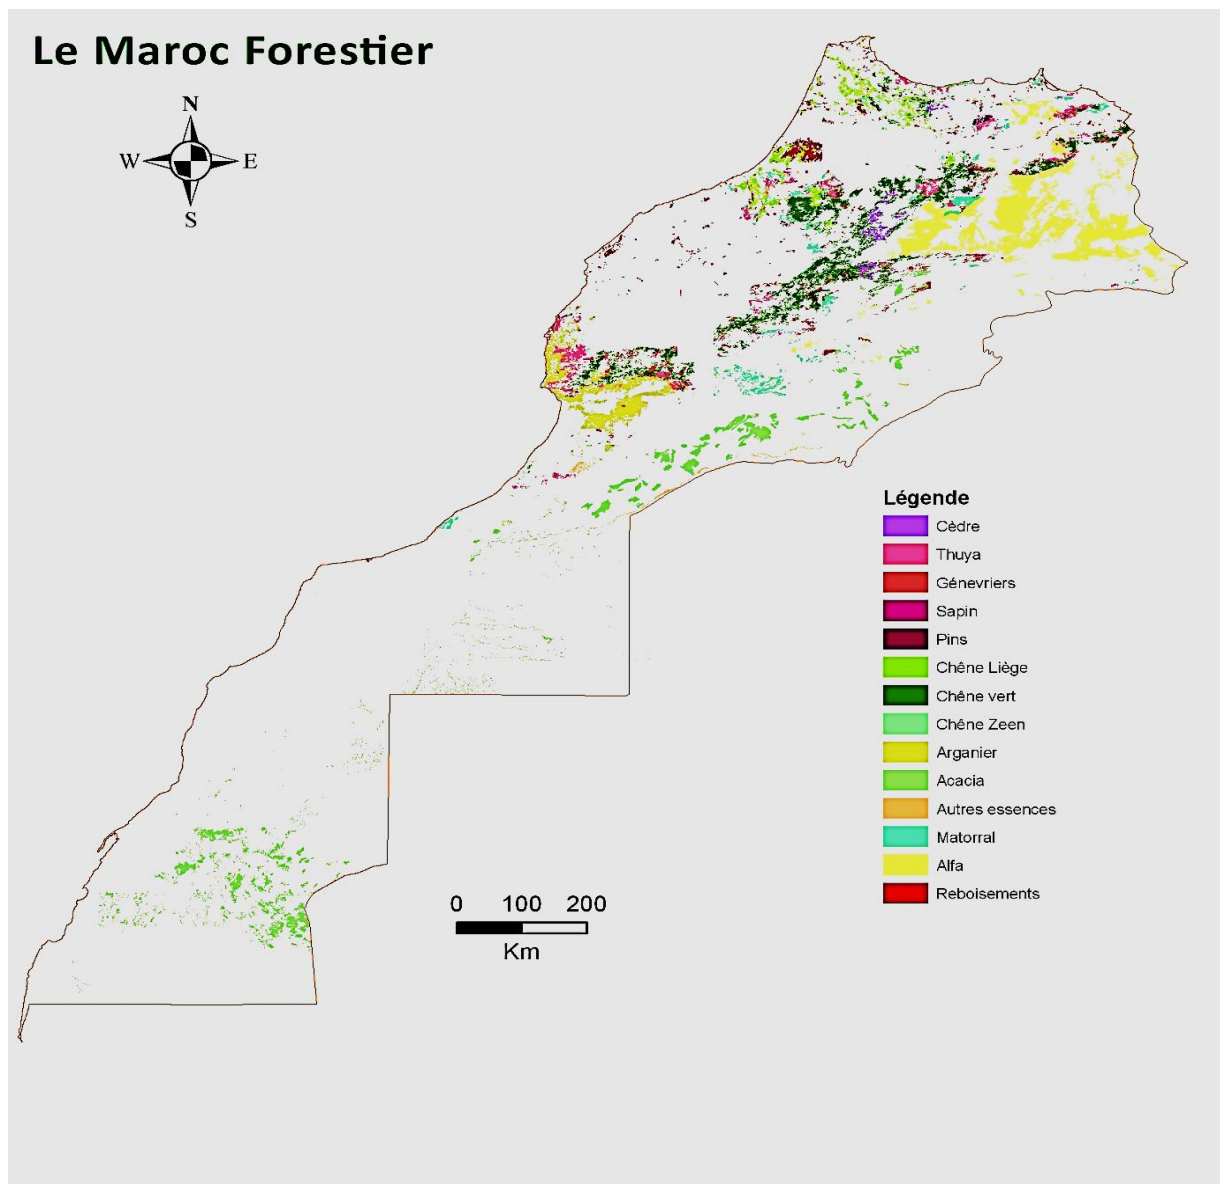 Le Maroc Forestier
N
W E
S
Légende
Cèdre
Thuya
Génevriers
Sapin
Pins
Chêne Liège
Chêne vert
Chêne Zeen
Arganier
Acacia
Autres essences
Matorral
Alfa
Reboisements
0 100 200
Km